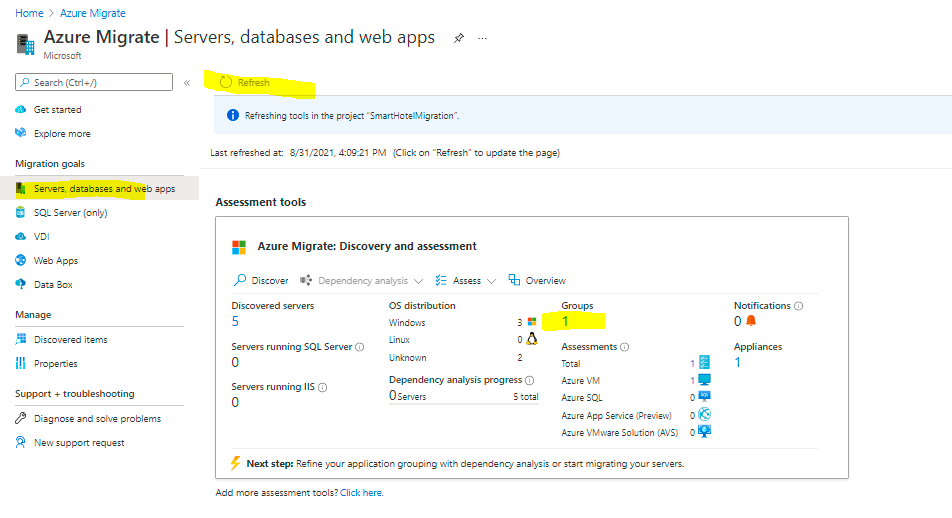 Home > Azure Migrate
Azure Migrate | Servers, databases and web apps
Microsoft
Search (Ctrl+/)
Refresh
Get started
Explore more
Refreshing tools in the project "SmartHotelMigration".
Last refreshed at: 8/31/2021, 4:09:21 PM (Click on "Refresh" to update the page)
Migration goals
Servers, databases and web apps
SQL Server (only)
VDI
Web Apps
Data Box
Manage
Discovered items
Properties
Support + troubleshooting
Diagnose and solve problems
New support request
Assessment tools
Azure Migrate: Discovery and assessment
Discover Dependency analysis Assess Overview
Discovered servers
5
Servers running SQL Server
0
Servers running IIS
0
OS distribution
Windows 3
Linux 0
Unknown 2
Dependency analysis progress
0 Servers 5 total
Groups
1
Assessments
Total 1
Azure VM 1
Azure SQL 0
Azure App Service (Preview) 0
Azure VMware Solution (AVS) 0
Notifications
0
Appliances
1
Next step: Refine your application grouping with dependency analysis or start migrating your servers.
Add more assessment tools? Click here.